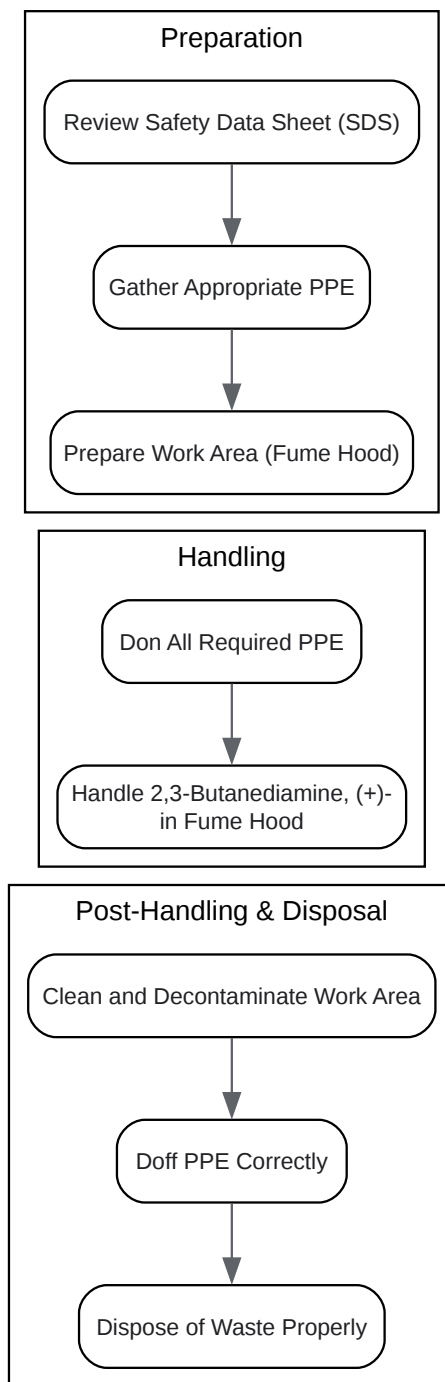 Preparation
Review Safety Data Sheet (SDS)
Gather Appropriate PPE
Prepare Work Area (Fume Hood)
Handling
Don All Required PPE
Handle 2,3-Butanediamine, (+)-
in Fume Hood
Post-Handling & Disposal
Clean and Decontaminate Work Area
Doff PPE Correctly
Dispose of Waste Properly